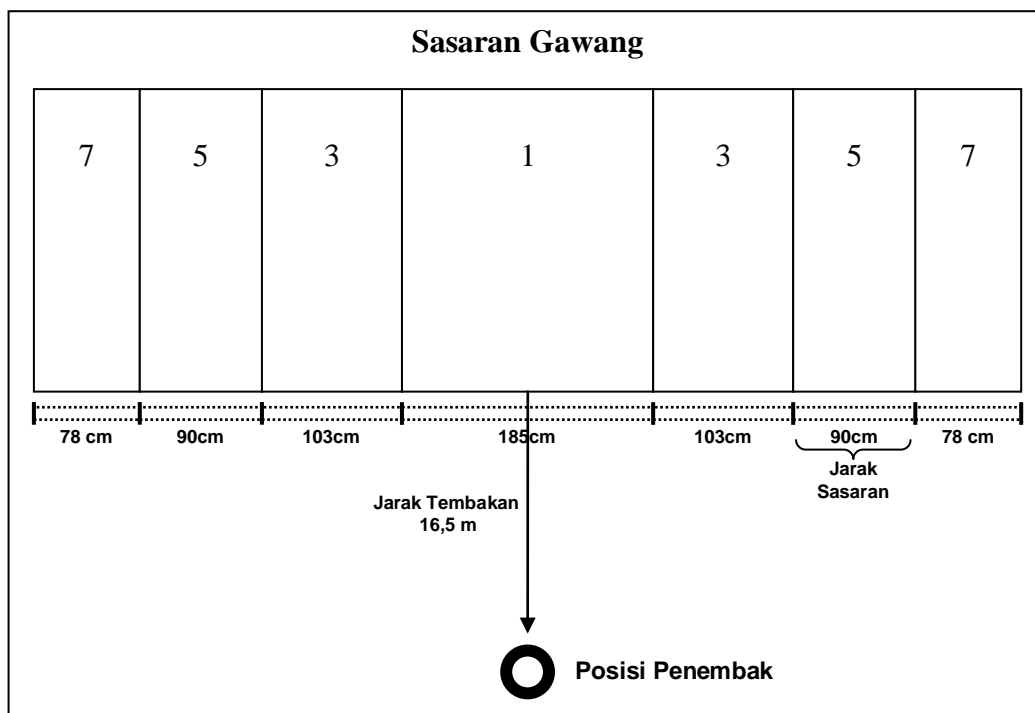 Sasaran Gawang
7 5 3 1 3 5 7
78 cm 90cm 103cm 185cm 103cm 90cm 78 cm
Jarak
Sasaran
Jarak Tembakan
16,5 m
Posisi Penembak